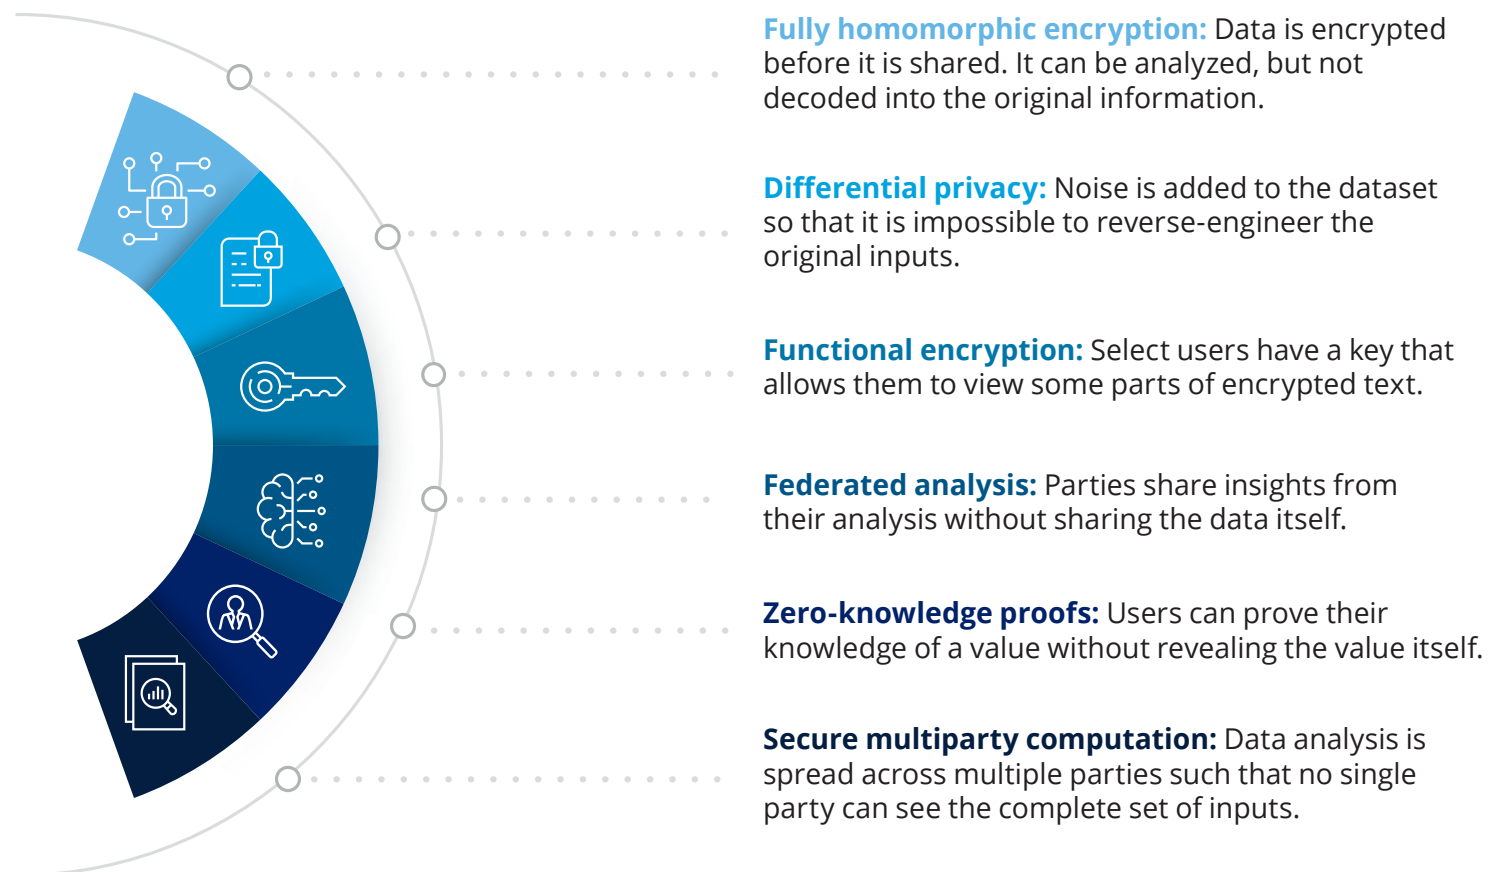 Fully homomorphic encryption: Data is encrypted
before it is shared. It can be analyzed, but not
decoded into the original information.
Differential privacy: Noise is added to the dataset
so that it is impossible to reverse-engineer the
original inputs.
Functional encryption: Select users have a key that
allows them to view some parts of encrypted text.
Federated analysis: Parties share insights from
their analysis without sharing the data itself.
Zero-knowledge proofs: Users can prove their
knowledge of a value without revealing the value itself.
Secure multiparty computation: Data analysis is
spread across multiple parties such that no single
party can see the complete set of inputs.